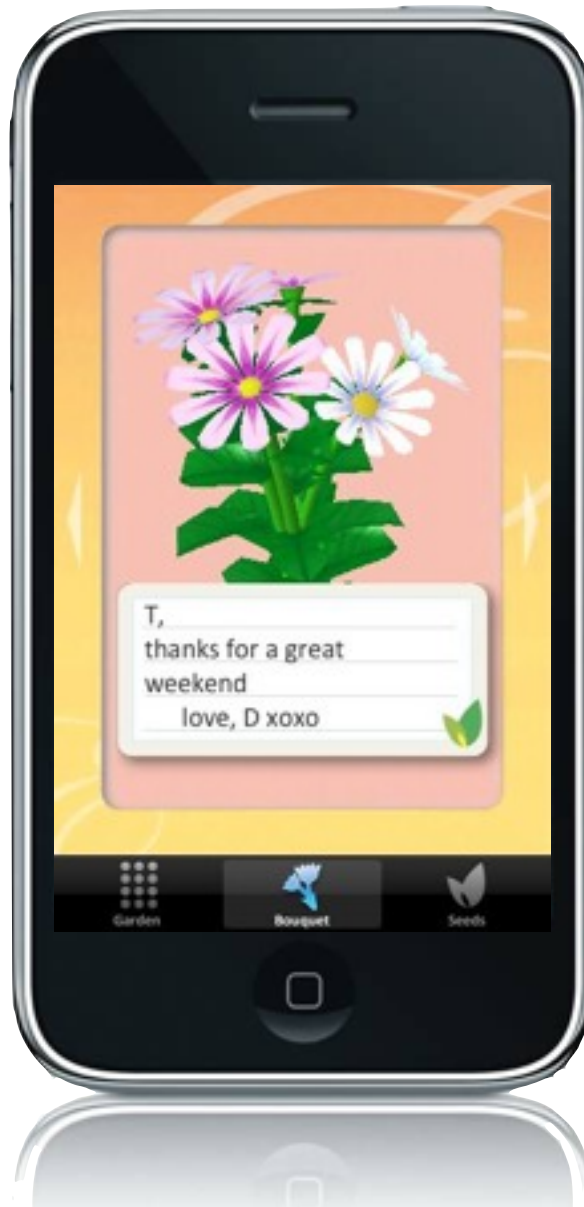 T,
thanks for a great
weekend
love, D xoxo
Garden
Bouquet
Seeds